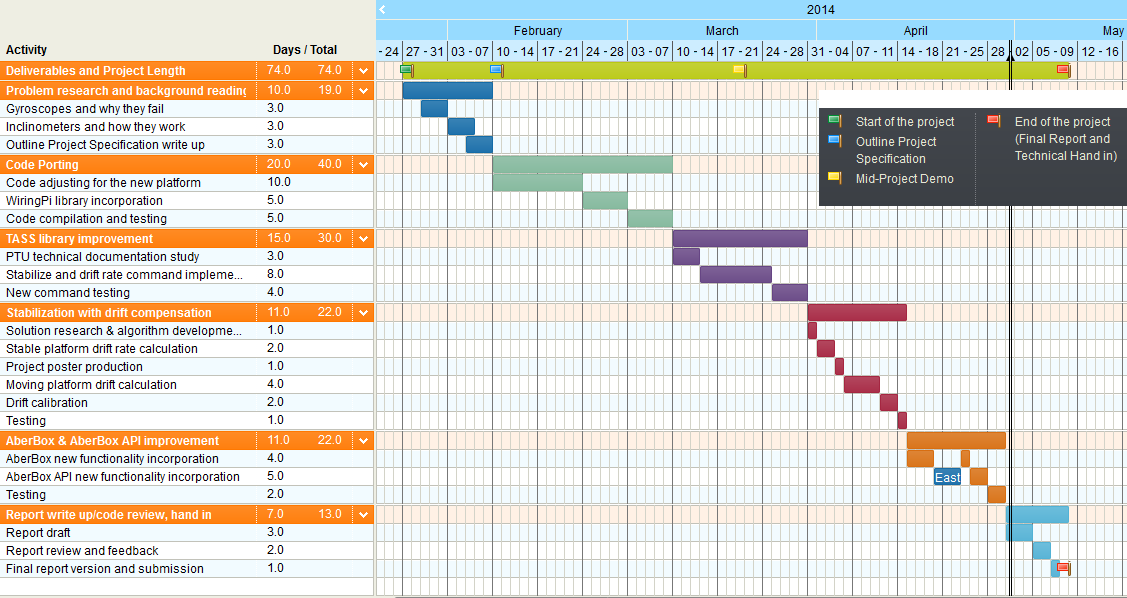 2014
February March April May
Activity Days / Total - 24 27 - 31 03 - 07 10 - 14 17 - 21 24 - 28 03 - 07 10 - 14 17 - 21 24 - 28 31 - 04 07 - 11 14 - 18 21 - 25 28 02 05 - 09 12 - 16
Deliverables and Project Length 74.0 74.0
Problem research and background reading 10.0 19.0
Gyroscopes and why they fail 3.0
Inclinometers and how they work 3.0
Outline Project Specification write up 3.0
Code Porting 20.0 40.0
Code adjusting for the new platform 10.0
WiringPi library incorporation 5.0
Code compilation and testing 5.0
TASS library improvement 15.0 30.0
PTU technical documentation study 3.0
Stabilize and drift rate command impleme... 8.0
New command testing 4.0
Stabilization with drift compensation 11.0 22.0
Solution research & algorithm developme... 1.0
Stable platform drift rate calculation 2.0
Project poster production 1.0
Moving platform drift calculation 4.0
Drift calibration 2.0
Testing 1.0
AberBox & AberBox API improvement 11.0 22.0
AberBox new functionality incorporation 4.0
AberBox API new functionality incorporation 5.0 East
Testing 2.0
Report write up/code review, hand in 7.0 13.0
Report draft 3.0
Report review and feedback 2.0
Final report version and submission 1.0
Start of the project
Outline Project
Specification
Mid-Project Demo
End of the project
(Final Report and
Technical Hand in)